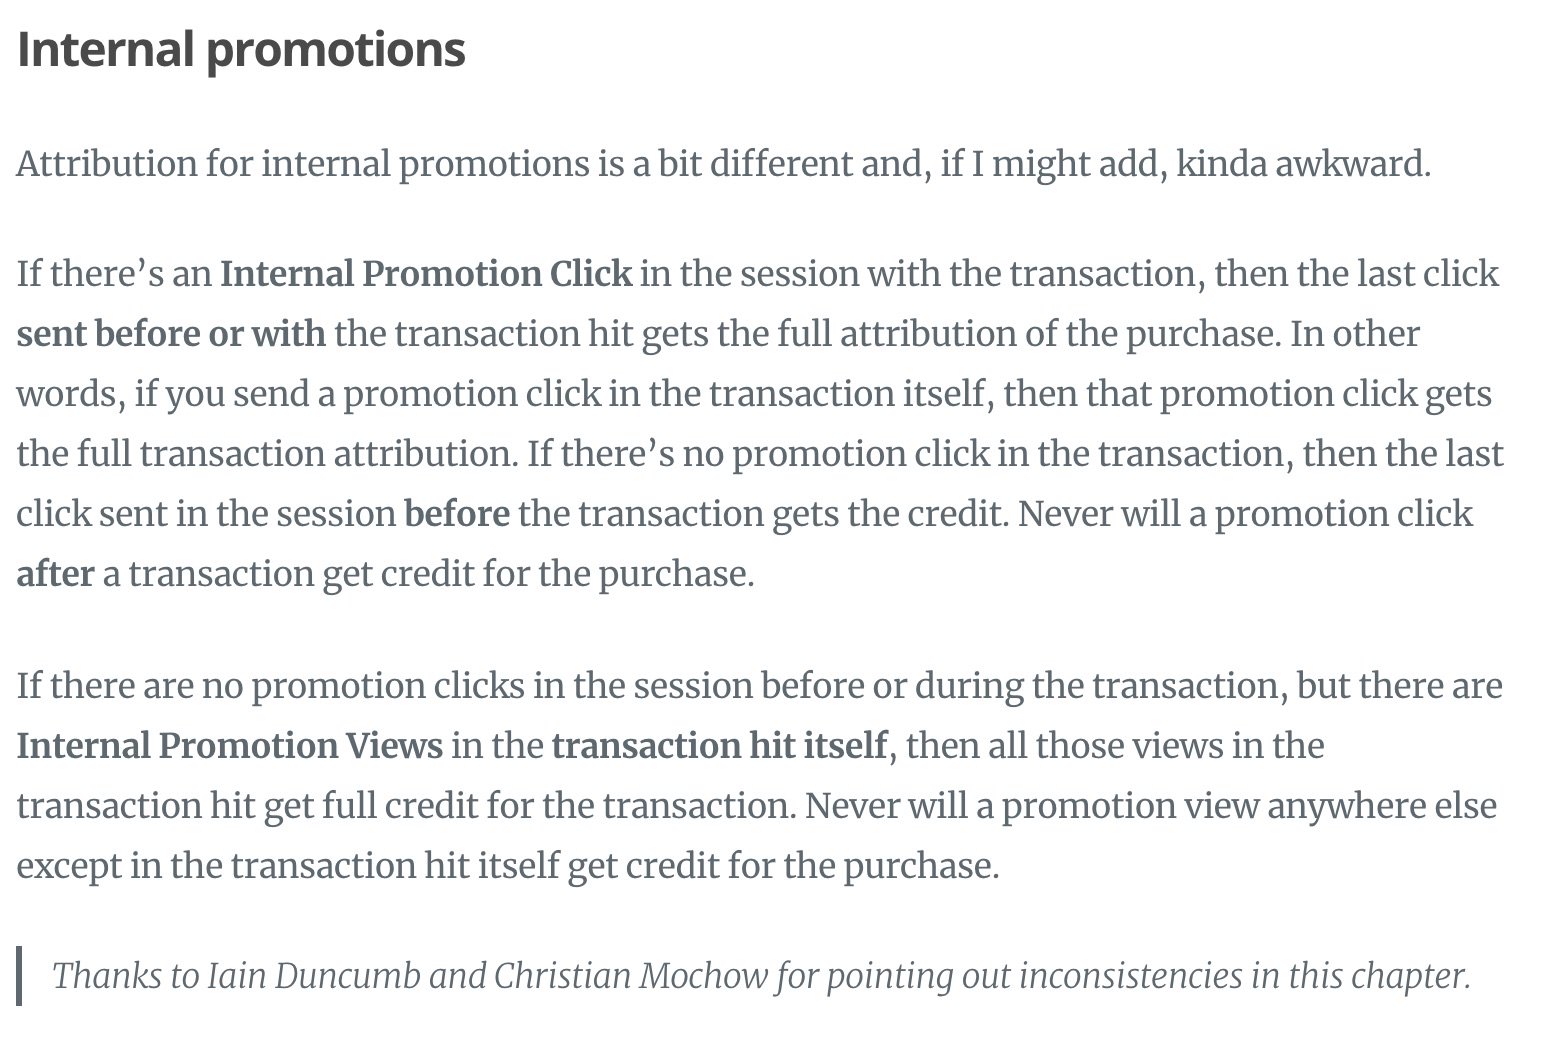 Internal promotions
Attribution for internal promotions is a bit different and, if I might add, kinda awkward.
If there’s an Internal Promotion Click in the session with the transaction, then the last click
sent before or with the transaction hit gets the full attribution of the purchase. In other
words, if you send a promotion click in the transaction itself, then that promotion click gets
the full transaction attribution. If there’s no promotion click in the transaction, then the last
click sent in the session before the transaction gets the credit. Never will a promotion click
after a transaction get credit for the purchase.
If there are no promotion clicks in the session before or during the transaction, but there are
Internal Promotion Views in the transaction hit itself, then all those views in the
transaction hit get full credit for the transaction. Never will a promotion view anywhere else
except in the transaction hit itself get credit for the purchase.
Thanks to Iain Duncumb and Christian Mochow for pointing out inconsistencies in this chapter.